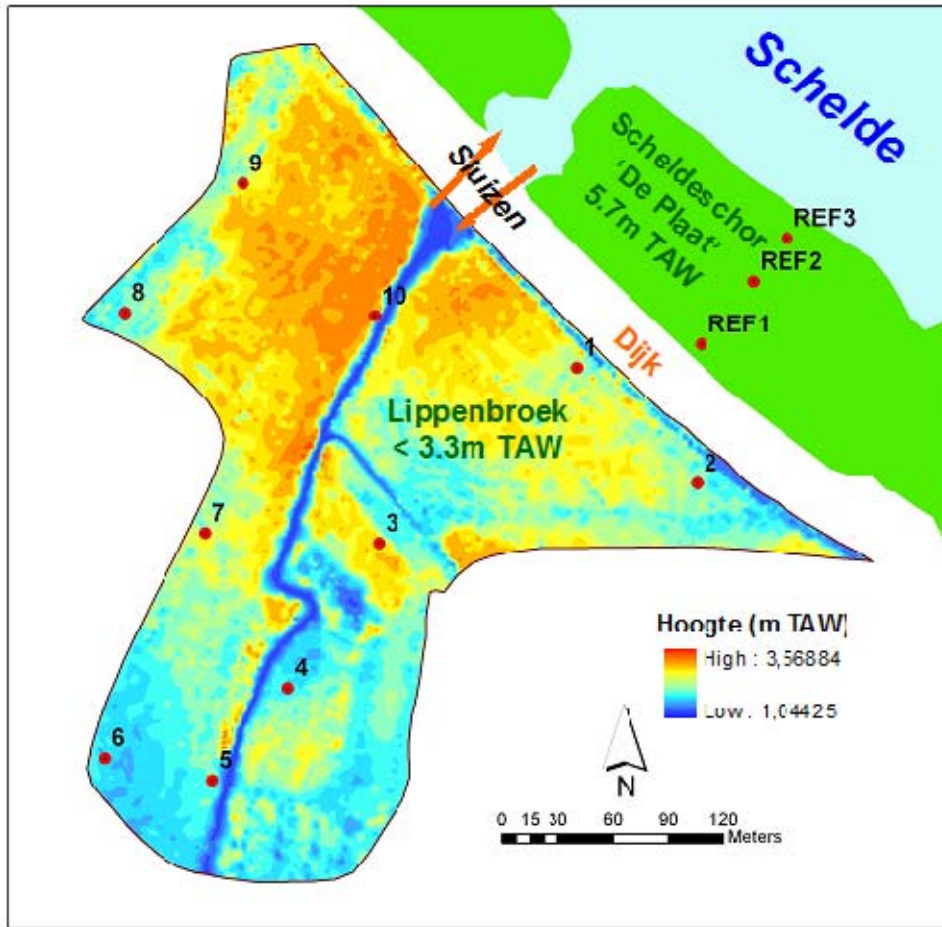 Schelde
Scheldeschor
'De Plaat'
5.7m TAW
Sluizen
REF3
REF2
REF1
Dijk
9
8
10
1
Lippenbroek
< 3.3m TAW
2
7
3
4
6
5
Hoogte (m TAW)
High : 3,56884
Low : 1,04425
N
0 15 30 60 90 120
Meters